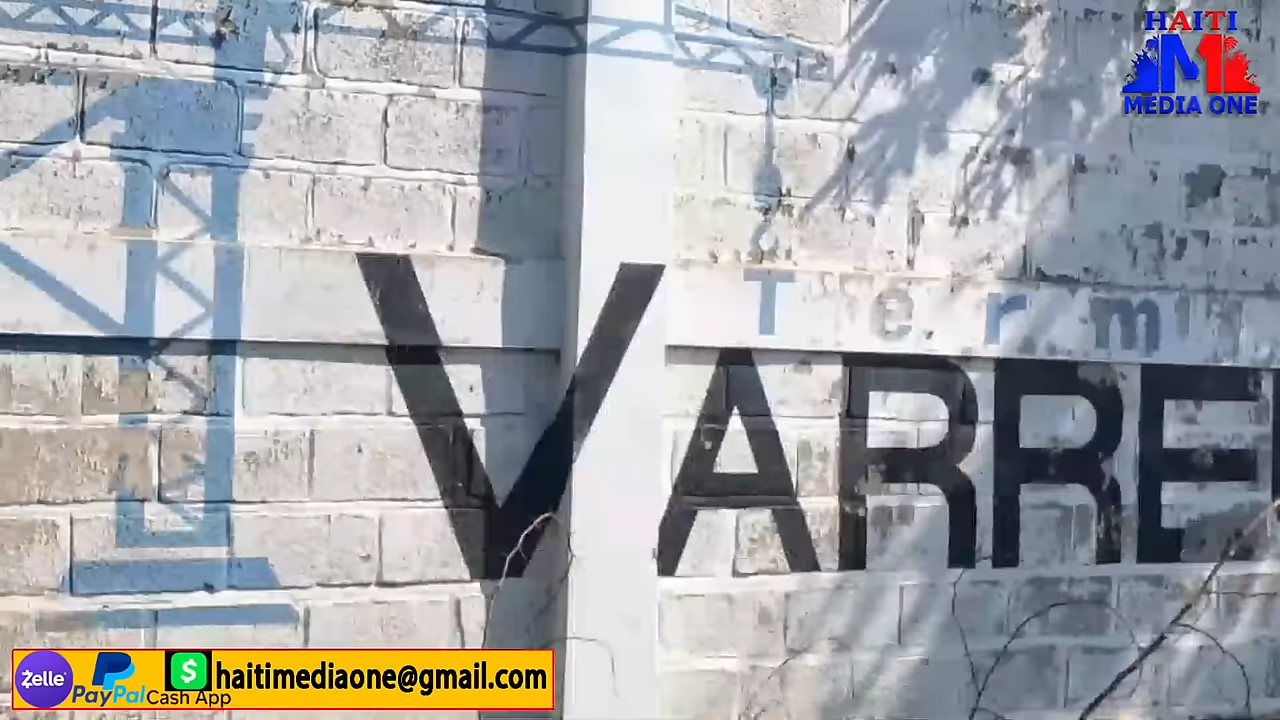 HAITI
M
MEDIA ONE
Term
VARRE
Zelle
PayPal
$
Cash App
haitimediaone@gmail.com